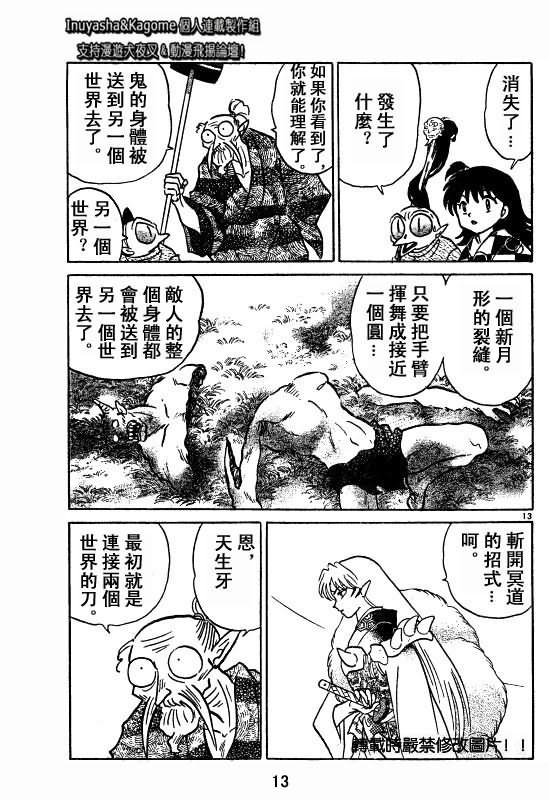 Inuyasha&Kagome 個人連載製作組
支持漫遊犬夜叉 & 動漫飛揚論壇!
消失了…
發生了
什麼？
如果你看到了，
你就能理解了。
鬼的身體被
送到另一個
世界去了。
另一個
世界？
一個新月
形的裂縫。
只要把手臂
揮舞成接近
一個圓…
敵人的整
個身體都
會被送到
另一個世
界去了。
13
斬開冥道
的招式…
呵。
恩，
天生牙
最初就是
連接兩個
世界的刀。
轉載時嚴禁修改圖片！！
13